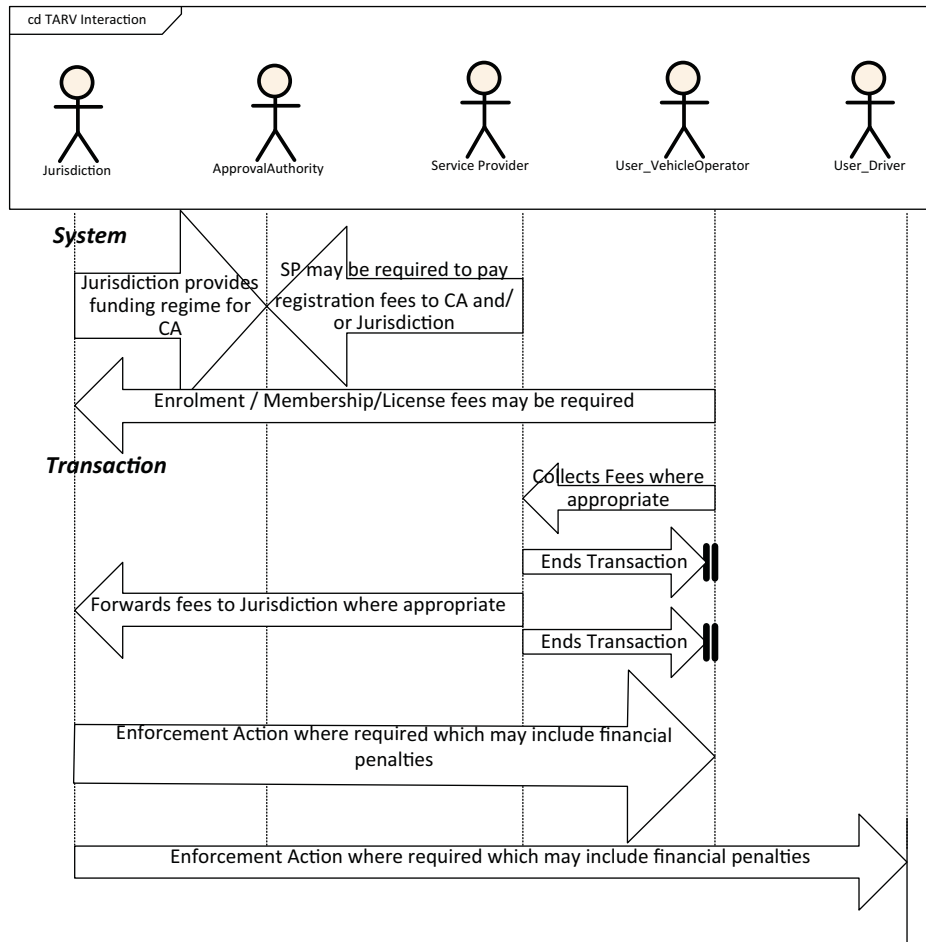 cd TARV Interaction
Jurisdiction
ApprovalAuthority
Service Provider
User_VehicleOperator
User_Driver
System
Jurisdiction provides
funding regime for
CA
SP may be required to pay
registration fees to CA and/
or Jurisdiction
Enrolment / Membership/License fees may be required
Transaction
Collects Fees where
appropriate
Ends Transaction
Forwards fees to Jurisdiction where appropriate
Ends Transaction
Enforcement Action where required which may include financial
penalties
Enforcement Action where required which may include financial penalties